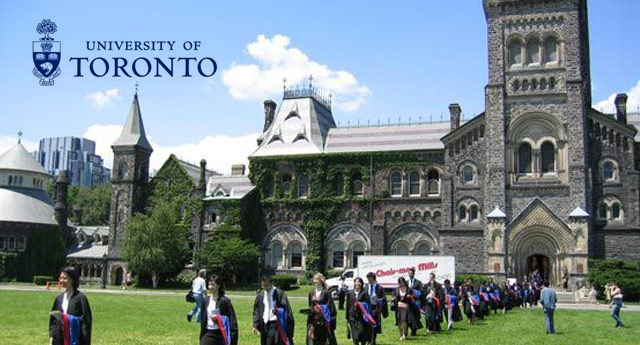 UNIVERSITY OF
TORONTO
Chair-man Mills